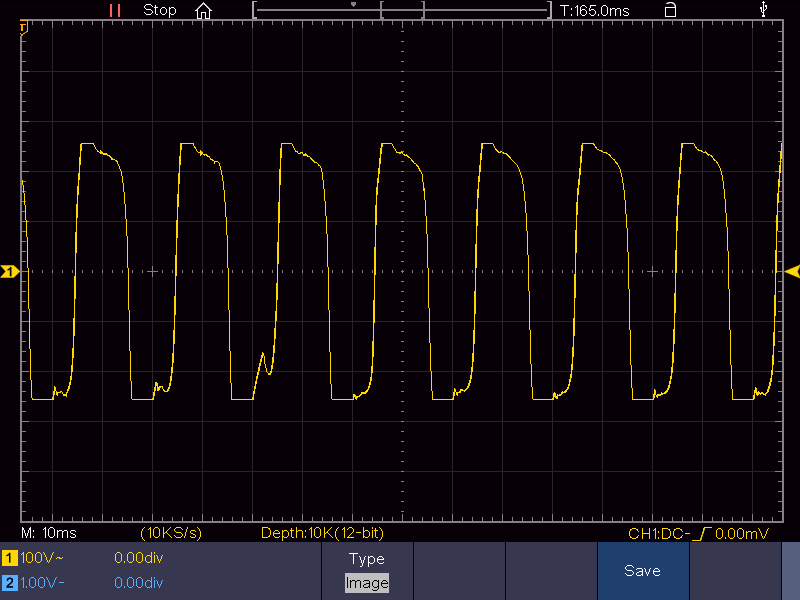 Stop T:165.0ms
T
1
M: 10ms (10KS/s) Depth:10K(12-bit) CH1:DC- 0.00mV
1 100V~ 0.00div
2 1.00V- 0.00div
Type
Image
Save